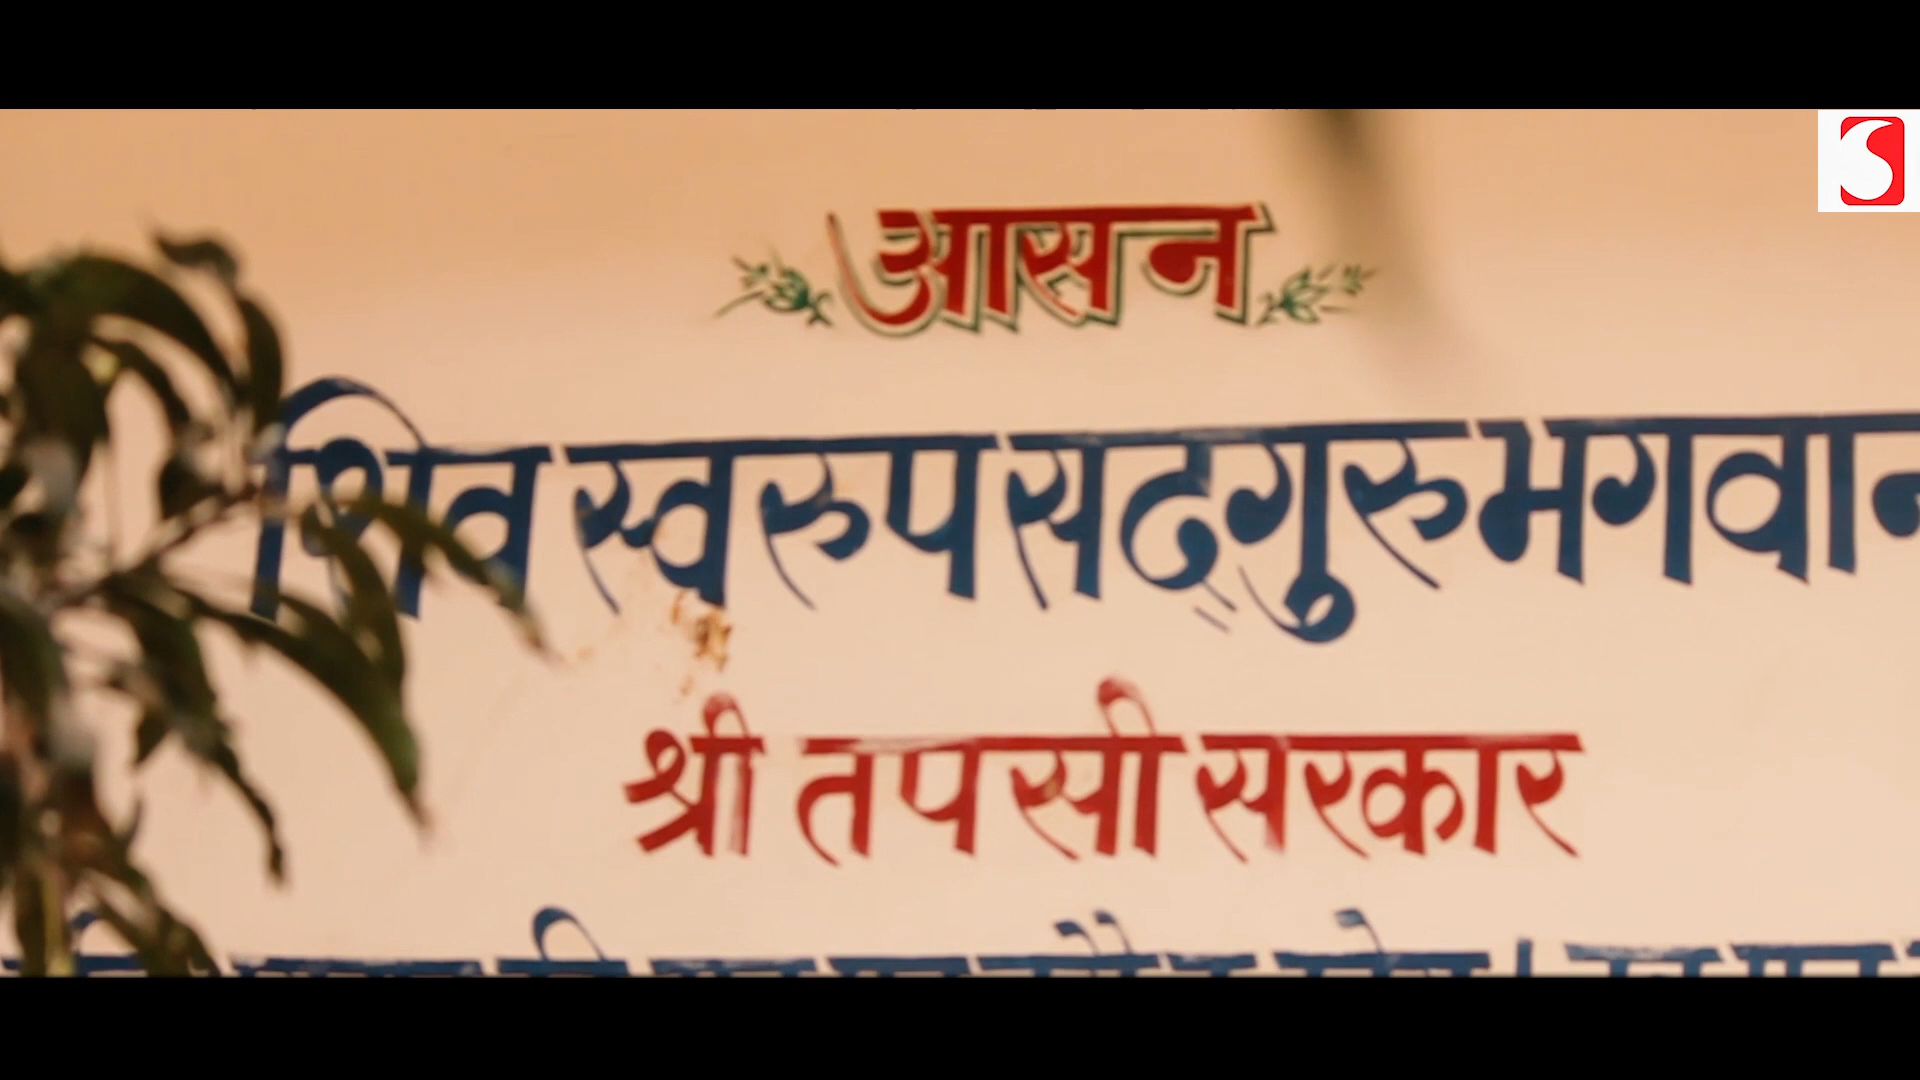 आसन
शिव स्वरुप सद्गुरु भगवान
श्री तपसी सरकार